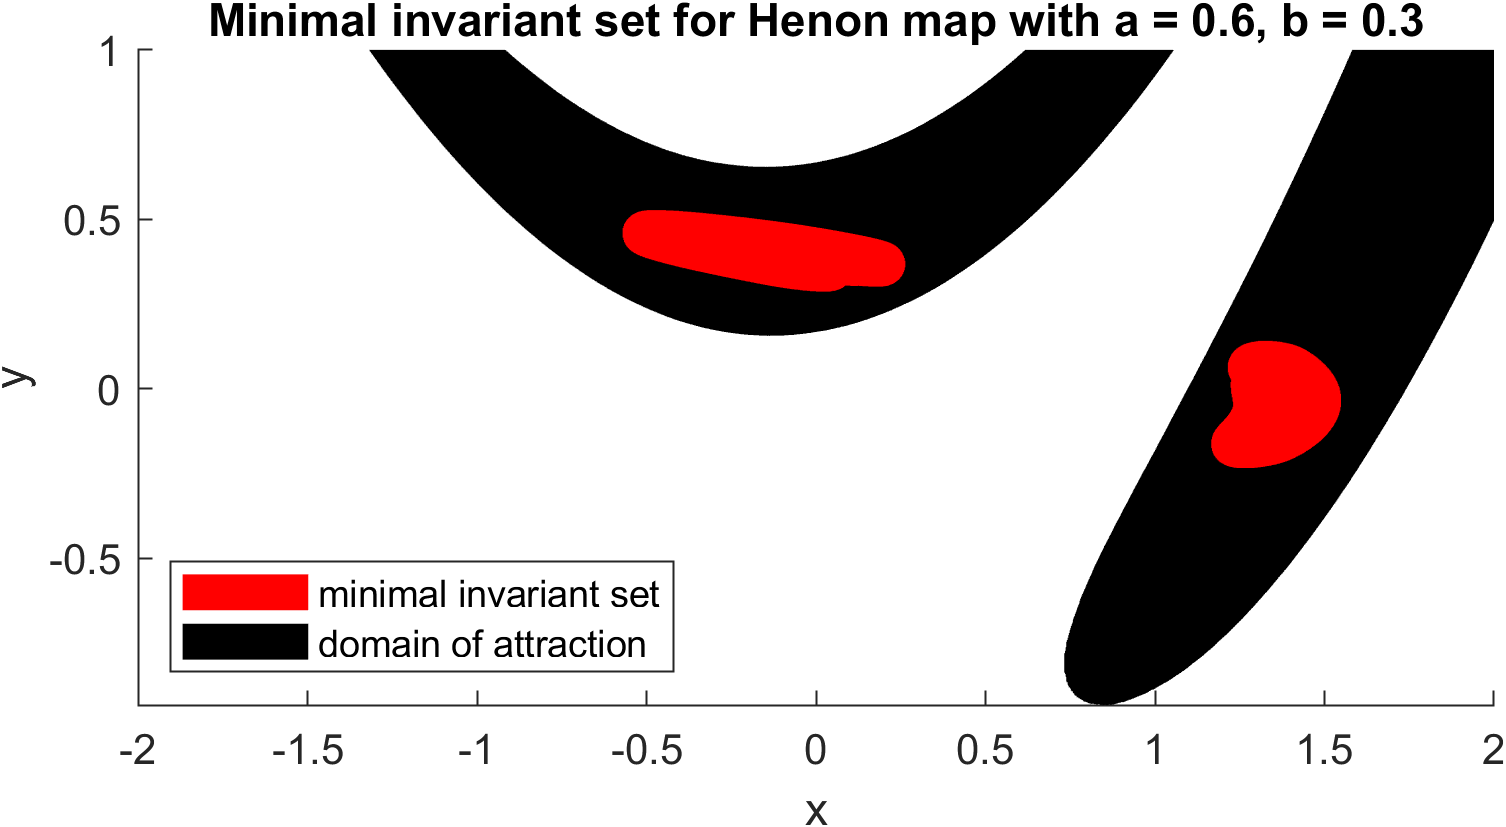 Minimal invariant set for Henon map with a = 0.6, b = 0.3
1
0.5
0
-0.5
y
minimal invariant set
domain of attraction
-2 -1.5 -1 -0.5 0 0.5 1 1.5 2
x